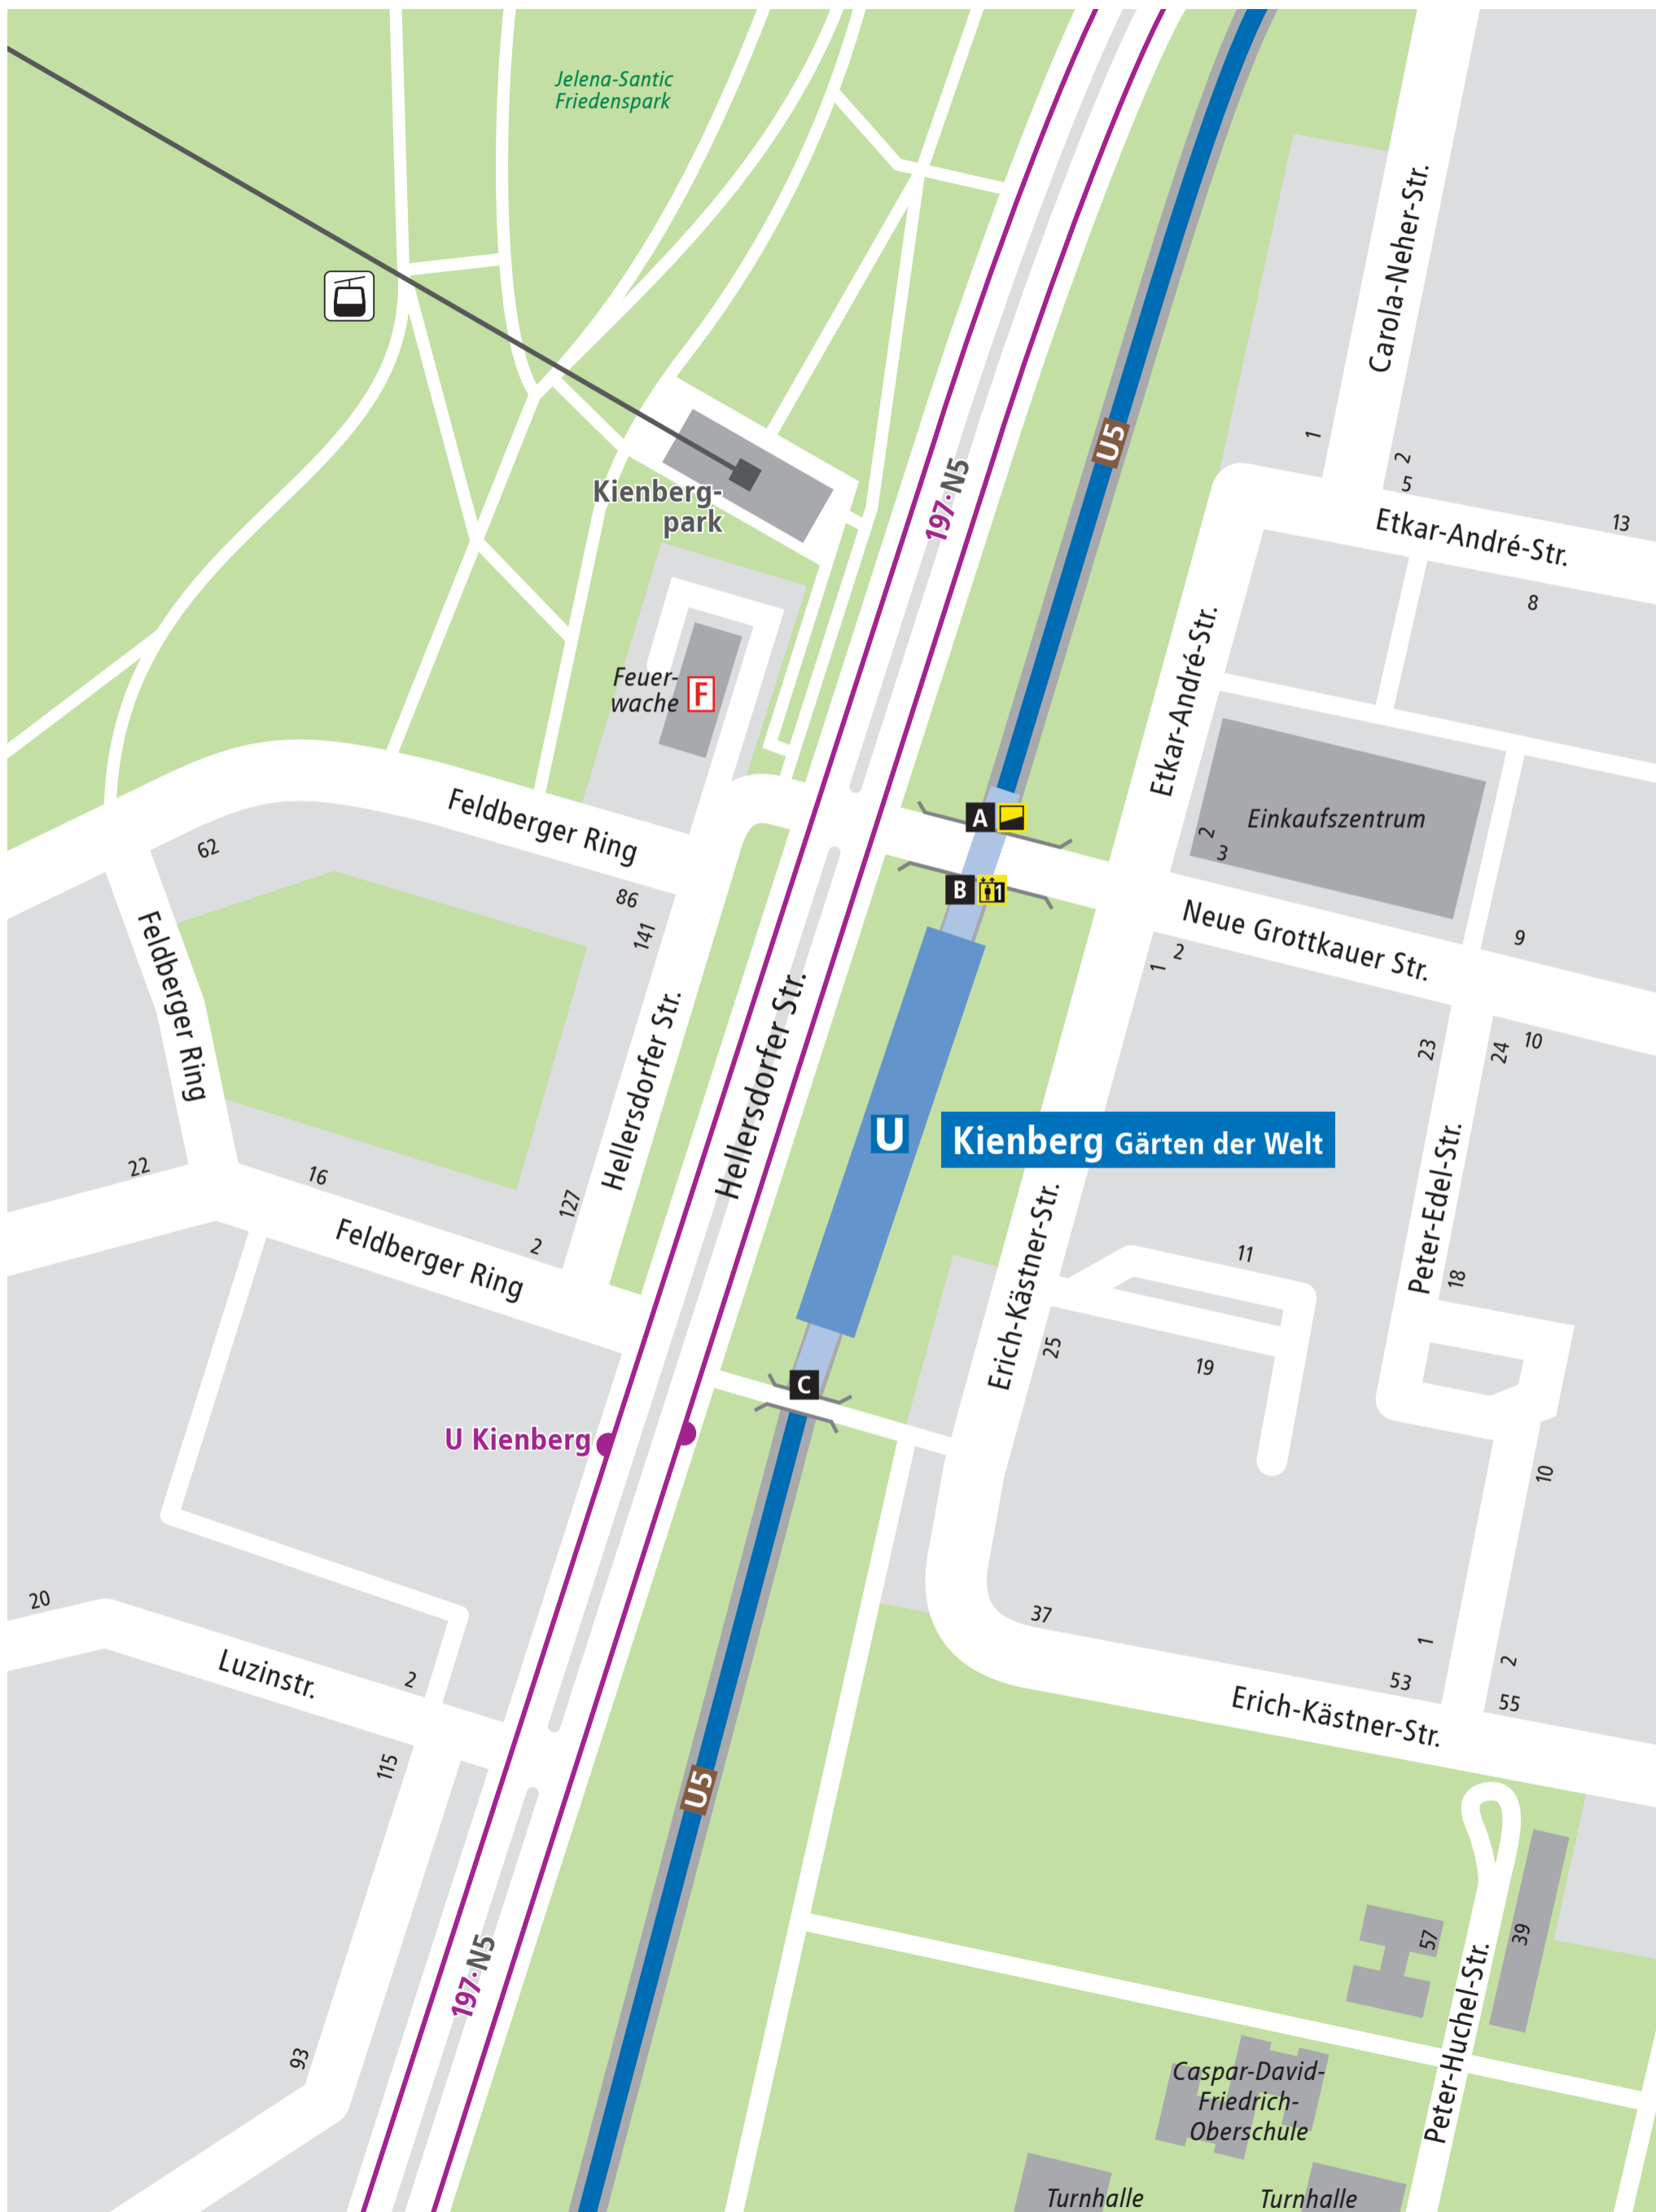 Jelena-Santic
Friedenspark
Carola-Neher-Str.
U5
1
2
5
197·N5
Kienberg-
park
13
Etkar-André-Str.
8
Etkar-André-Str.
Feuer-
wache
F
Feldberger Ring
A
Einkaufszentrum
2
3
62
B
1
86
141
Neue Grottkauer Str.
9
1
2
Feldberger Ring
Hellersdorfer Str.
Hellersdorfer Str.
23
24
10
U
Kienberg Gärten der Welt
Peter-Edel-Str.
22
16
127
2
Feldberger Ring
Erich-Kästner-Str.
11
18
25
19
C
U Kienberg
10
20
37
1
2
Luzinstr.
2
53
55
Erich-Kästner-Str.
115
U5
197·N5
57
39
Peter-Huchel-Str.
93
Caspar-David-
Friedrich-
Oberschule
Turnhalle
Turnhalle